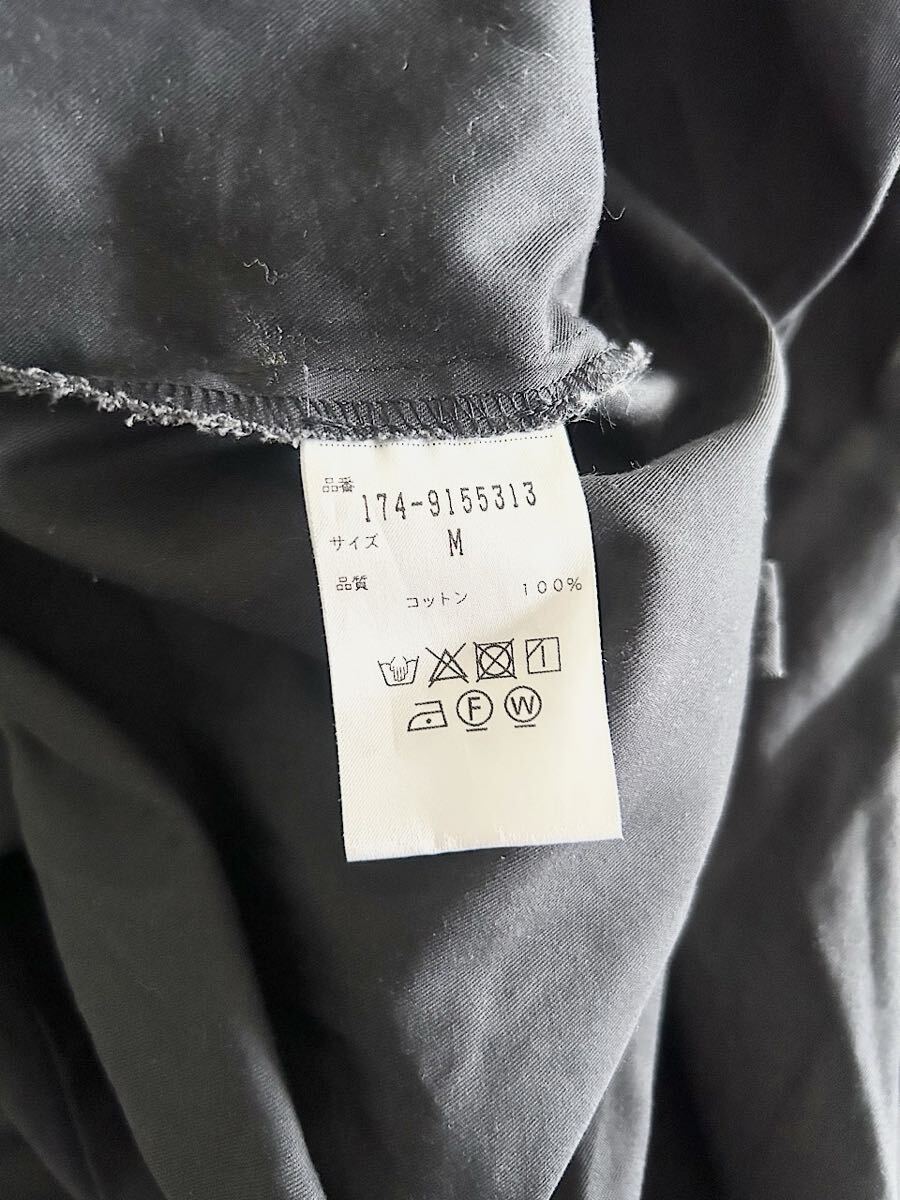 品番
174-9155313
サイズ M
品質
コットン 100%
F W